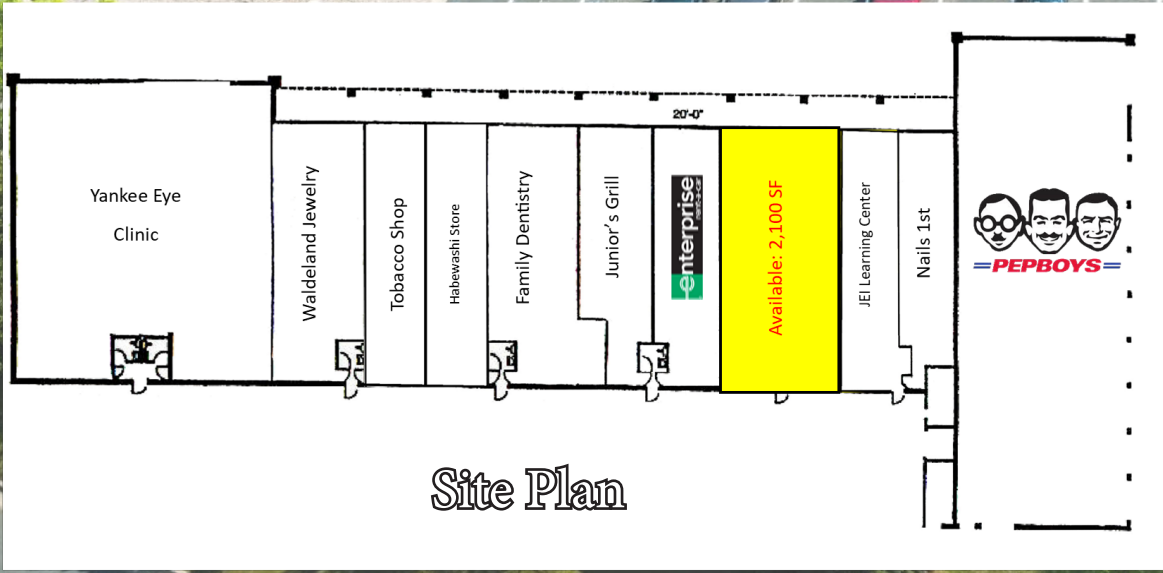 20'-0"
Yankee Eye
Clinic
Waldeland Jewelry
Tobacco Shop
Habewashi Store
Family Dentistry
Junior's Grill
enterprise
Available: 2,100 SF
JEI Learning Center
Nails 1st
PEPBOYS
Site Plan